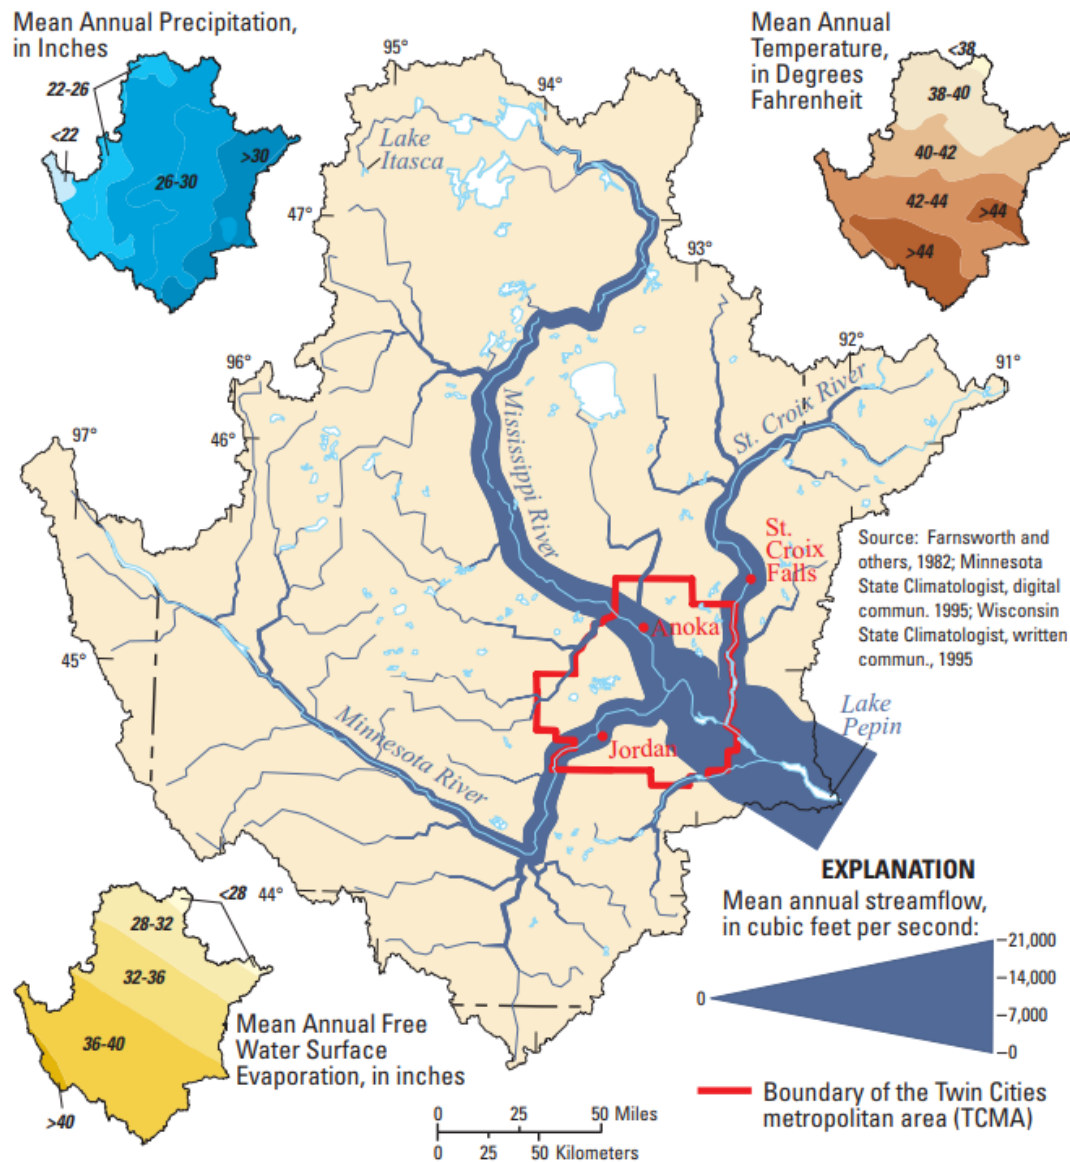 Mean Annual Precipitation,
in Inches
22-26
<22
>30
26-30
Mean Annual
Temperature,
in Degrees
Fahrenheit
<38
38-40
40-42
42-44
>44
>44
95°
94°
Lake
Itasca
47°
93°
92°
91°
96°
97°
46°
St. Croix River
Mississippi River
St.
Croix
Falls
Source: Farnsworth and
others, 1982; Minnesota
State Climatologist, digital
commun. 1995; Wisconsin
State Climatologist, written
commun., 1995
Anoka
45°
Lake
Pepin
Minnesota River
Jordan
44°
<28
28-32
32-36
36-40
>40
Mean Annual Free
Water Surface
Evaporation, in inches
EXPLANATION
Mean annual streamflow,
in cubic feet per second:
0
21,000
14,000
7,000
0
Boundary of the Twin Cities
metropolitan area (TCMA)
0 25 50 Miles
0 25 50 Kilometers